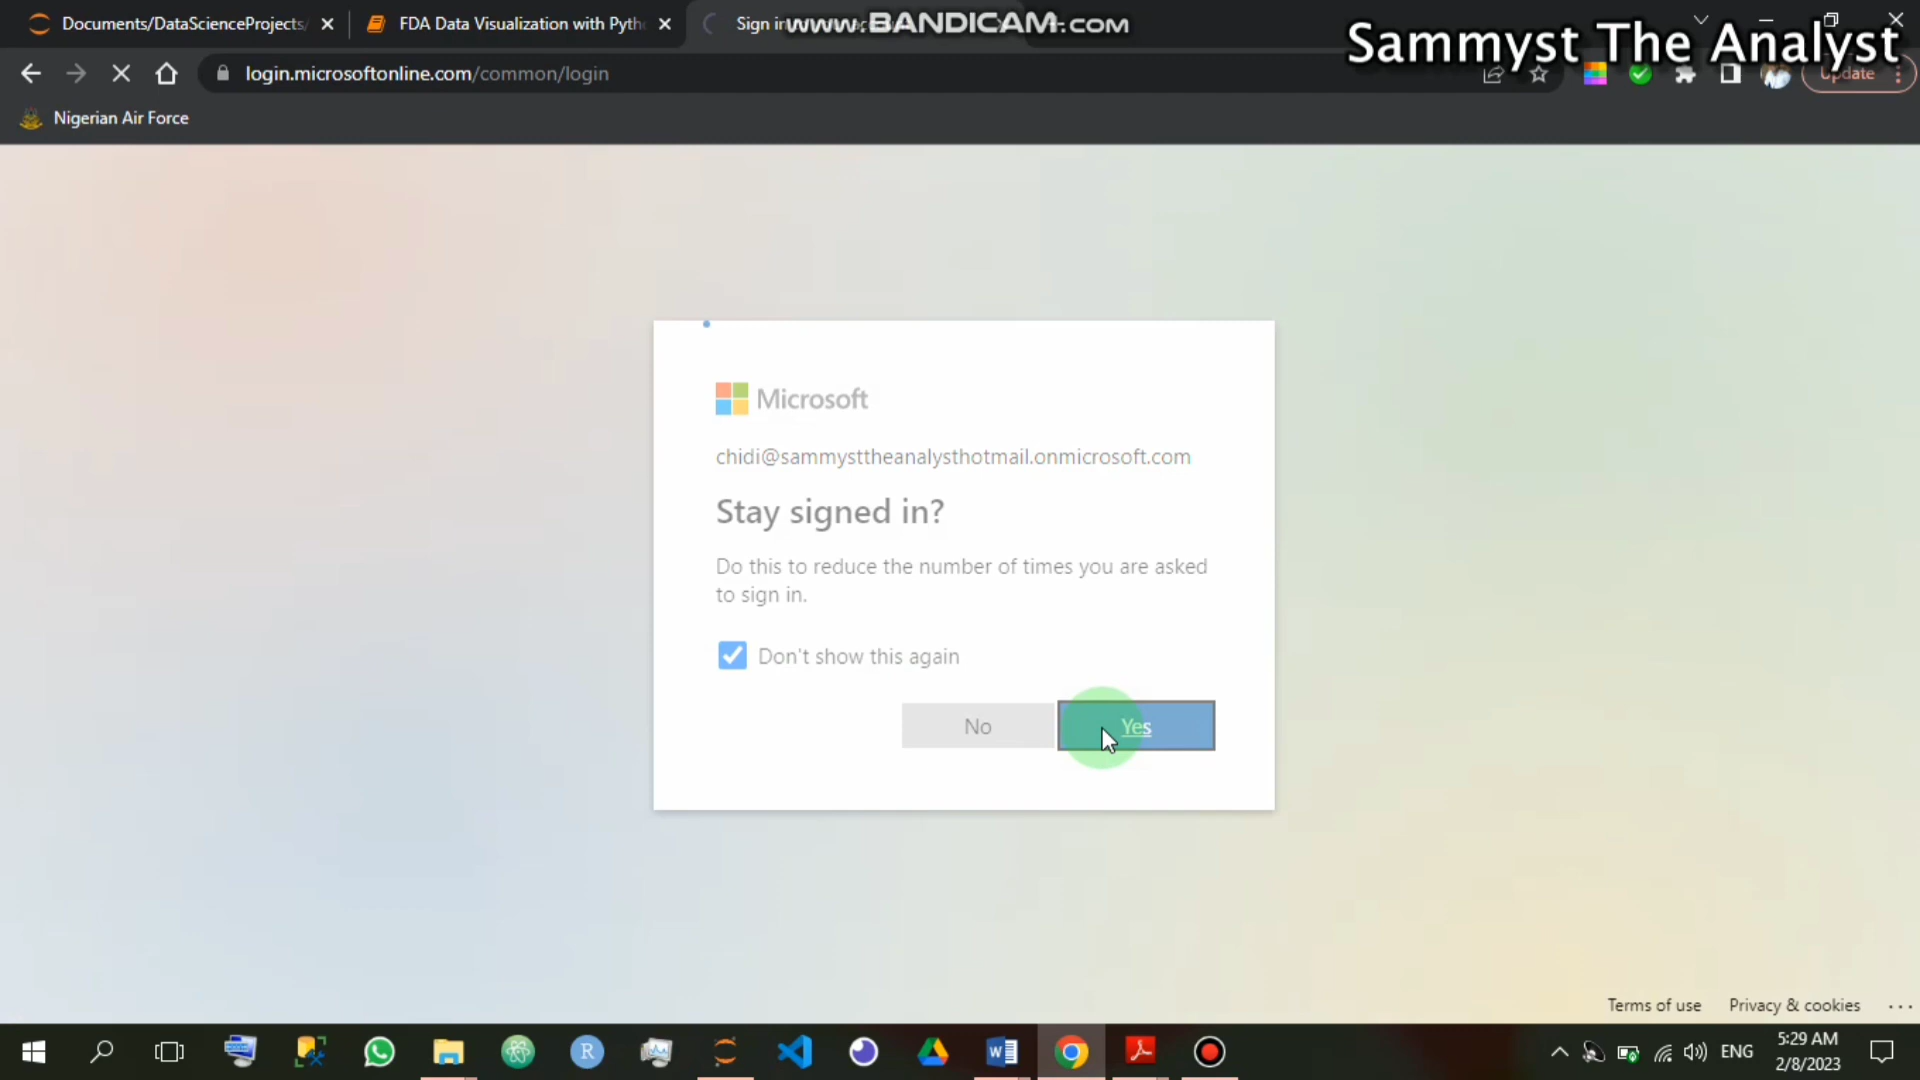 Documents/DataScienceProjects/
FDA Data Visualization with Pyth
Sign in
www.BANDICAM.com
Sammyst The Analyst
login.microsoftonline.com/common/login
Update
Nigerian Air Force
Microsoft
chidi@sammysttheanalysthotmail.onmicrosoft.com
Stay signed in?
Do this to reduce the number of times you are asked
to sign in.
Don't show this again
No
Yes
Terms of use
Privacy & cookies
ENG
5:29 AM
2/8/2023